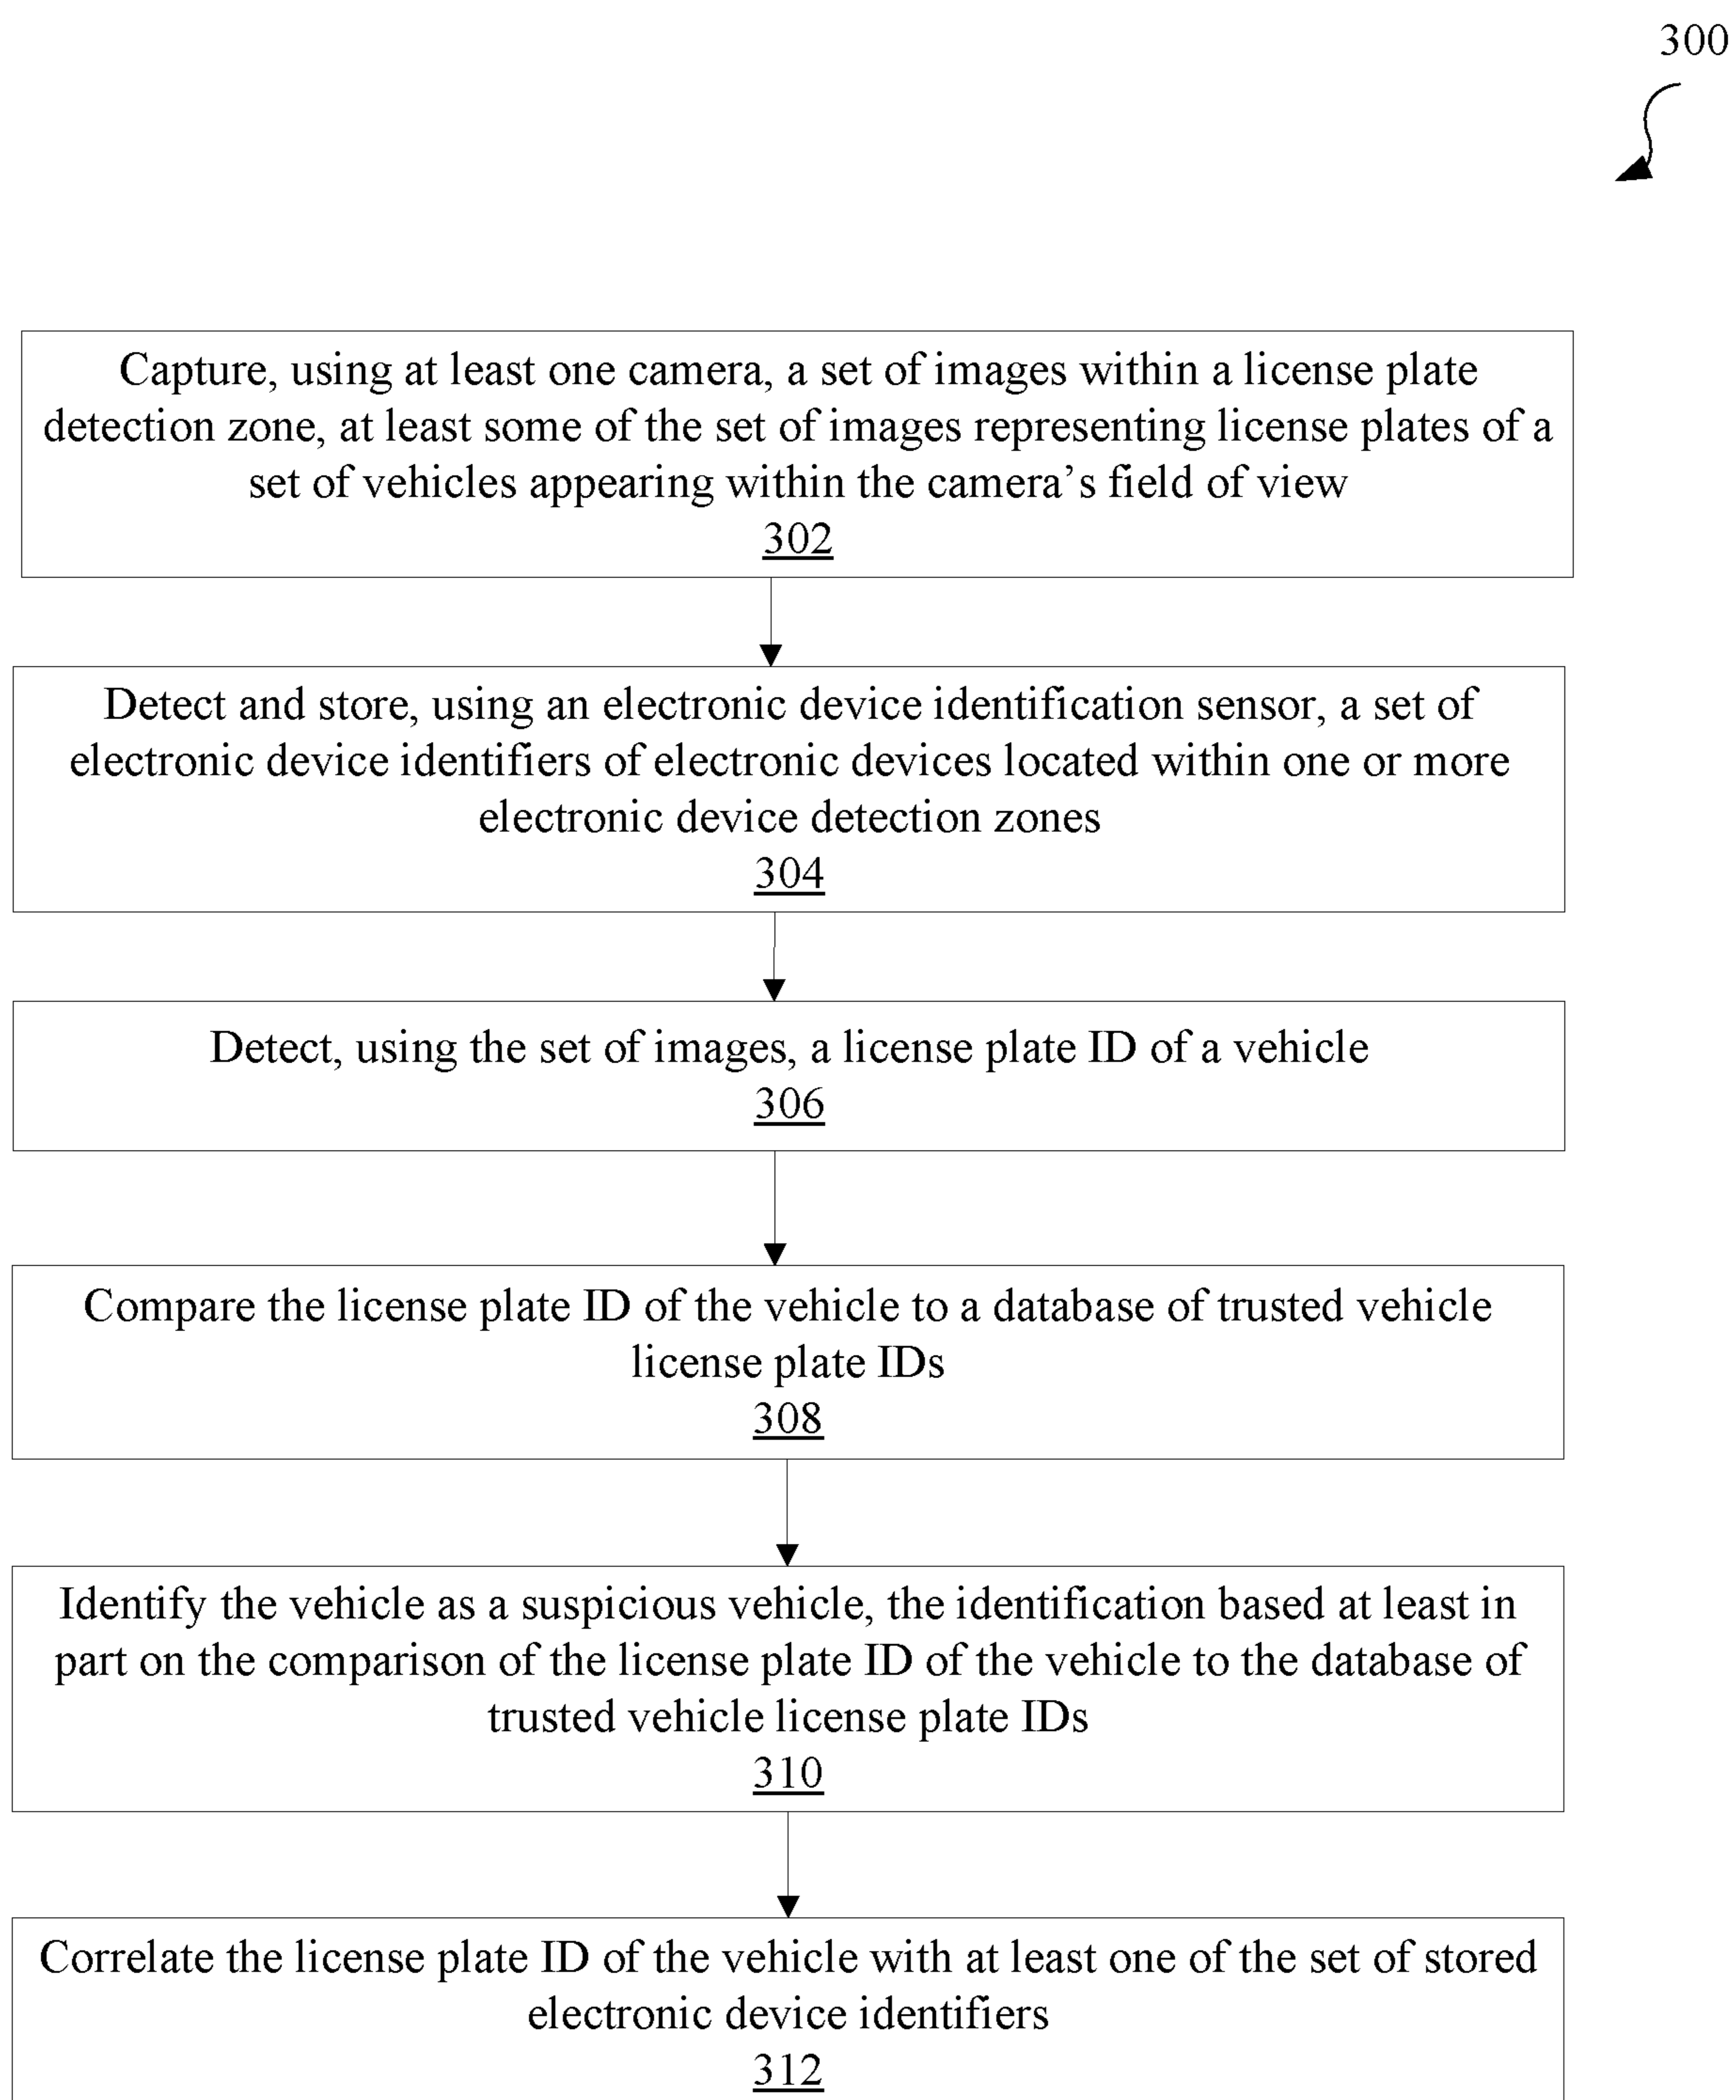 300
Capture, using at least one camera, a set of images within a license plate
detection zone, at least some of the set of images representing license plates of a
set of vehicles appearing within the camera’s field of view
302
Detect and store, using an electronic device identification sensor, a set of
electronic device identifiers of electronic devices located within one or more
electronic device detection zones
304
Detect, using the set of images, a license plate ID of a vehicle
306
Compare the license plate ID of the vehicle to a database of trusted vehicle
license plate IDs
308
Identify the vehicle as a suspicious vehicle, the identification based at least in
part on the comparison of the license plate ID of the vehicle to the database of
trusted vehicle license plate IDs
310
Correlate the license plate ID of the vehicle with at least one of the set of stored
electronic device identifiers
312